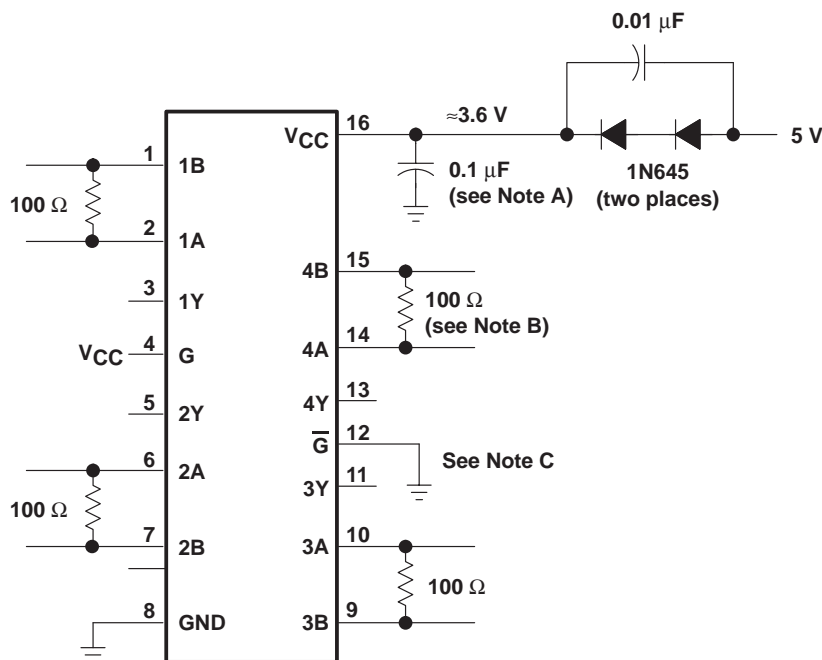 0.01 µF
≈3.6 V
5 V
1N645
(two places)
0.1 µF
(see Note A)
16
VCC
1
1B
100 Ω
2
1A
3
1Y
VCC
4
G
5
2Y
6
2A
100 Ω
7
2B
8
GND
4B
15
100 Ω
(see Note B)
4A
14
4Y
13
G̅
12
See Note C
3Y
11
3A
10
100 Ω
3B
9